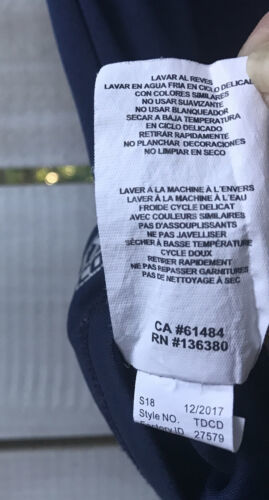 LAVAR AL REVES
LAVAR EN AGUA FRIA EN CICLO DELICAL
CON COLORES SIMILARES
NO USAR SUAVIZANTE
NO USAR BLANQUEADOR
SECAR A BAJA TEMPERATURA
EN CICLO DELICADO
RETIRAR RAPIDAMENTE
NO PLANCHAR DECORACIONES
NO LIMPIAR EN SECO
LAVER À LA MACHINE À L'ENVERS
LAVER À LA MACHINE À L'EAU
FROIDE CYCLE DELICAT
AVEC COULEURS SIMILAIRES
PAS D'ASSOUPLISSANTS
NE PAS JAVELLISER
SÉCHER À BASSE TEMPÉRATURE
CYCLE DOUX
RETIRER RAPIDEMENT
NE PAS REPASSER GARNITURES
PAS DE NETTOYAGE À SEC
CA #61484
RN #136380
S18 12/2017
Style NO. TDCD
Factory ID 27579